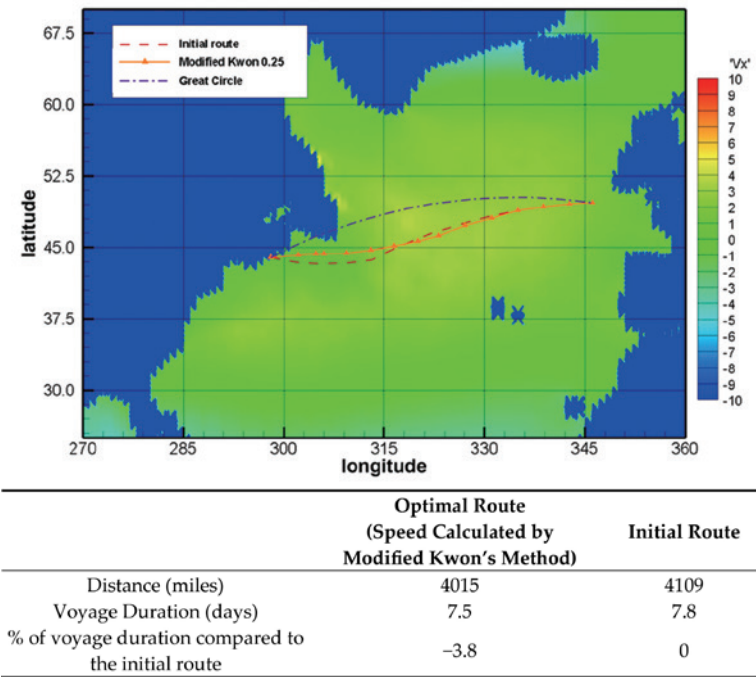 67.5
60.0
52.5
45.0
37.5
30.0
latitude
Initial route
Modified Kwon 0.25
Great Circle
'Vx'
10
9
8
7
6
5
4
3
2
1
0
-1
-2
-3
-4
-5
-6
-7
-8
-9
-10
270 285 300 315 330 345 360
longitude
Optimal Route
(Speed Calculated by Initial Route
Modified Kwon's Method)
Distance (miles) 4015 4109
Voyage Duration (days) 7.5 7.8
% of voyage duration compared to
the initial route −3.8 0